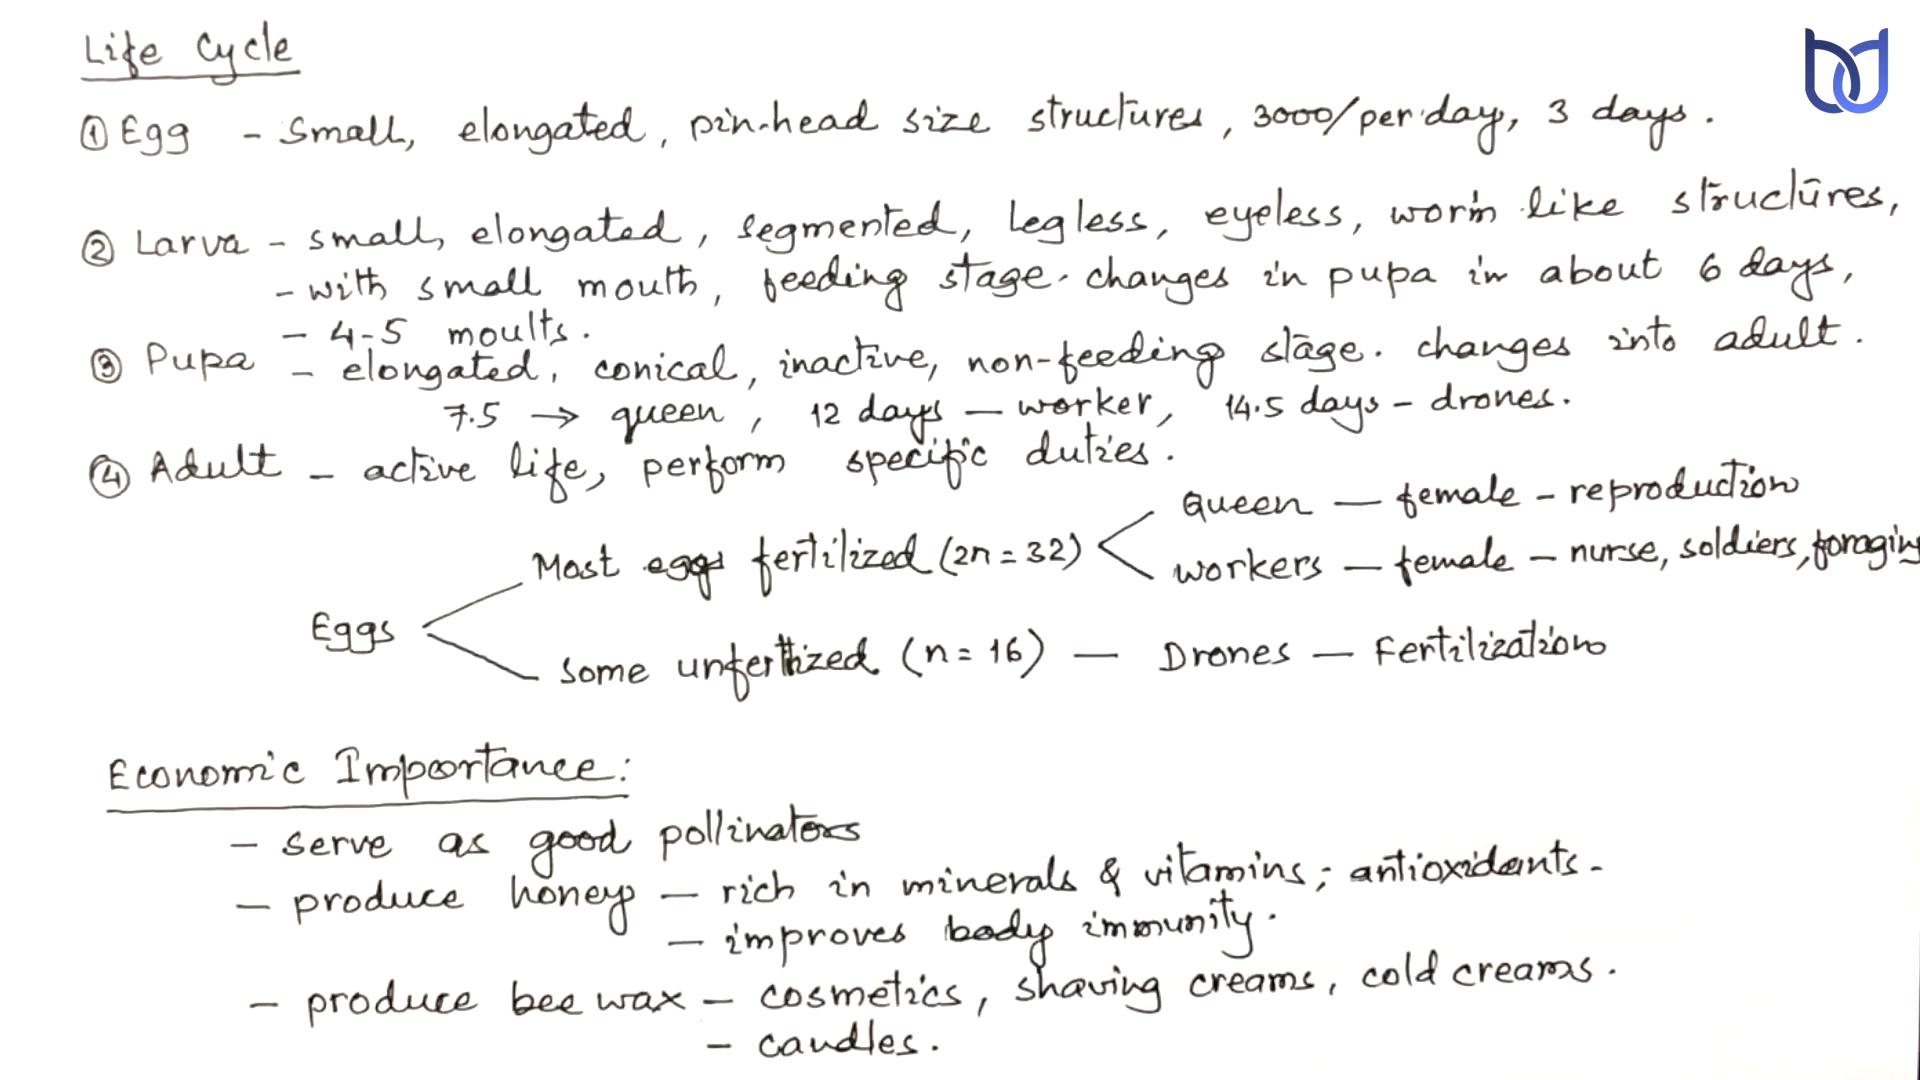 Life Cycle
① Egg - Small, elongated, pin-head size structures, 3000/per day, 3 days.
② Larva - small, elongated, segmented, legless, eyeless, worm like structures,
- with small mouth, feeding stage. changes in pupa in about 6 days,
- 4-5 moults.
③ Pupa - elongated, conical, inactive, non-feeding stage. changes into adult.
7.5 → queen, 12 days - worker, 14.5 days - drones.
④ Adult - active life, perform specific duties.
Queen - female - reproduction
Most eggs fertilized (2n = 32)
workers - female - nurse, soldiers, foraging
Eggs
some unfertilized (n = 16) - Drones - Fertilization
Economic Importance:
- serve as good pollinators
- produce honey - rich in minerals & vitamins; antioxidants.
- improves body immunity.
- produce bee wax - cosmetics, shaving creams, cold creams.
- candles.